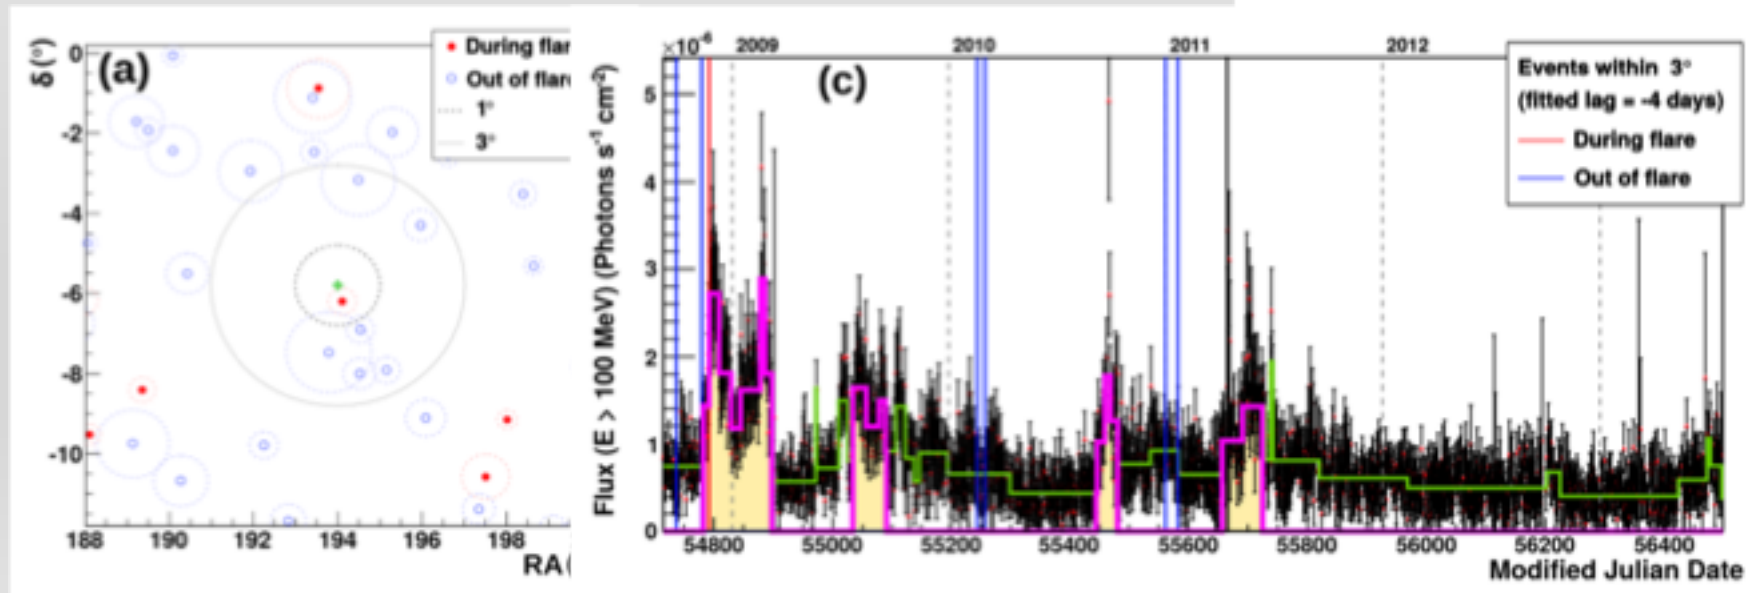 (a)
δ (°)
During flar
Out of flare
1°
3°
0
-2
-4
-6
-8
-10
188 190 192 194 196 198
RA (
×10⁻⁶ 2009 2010 2011 2012
(c)
Flux (E > 100 MeV) (Photons s⁻¹ cm⁻²)
Events within 3°
(fitted lag = -4 days)
During flare
Out of flare
5
4
3
2
1
0
54800 55000 55200 55400 55600 55800 56000 56200 56400
Modified Julian Date